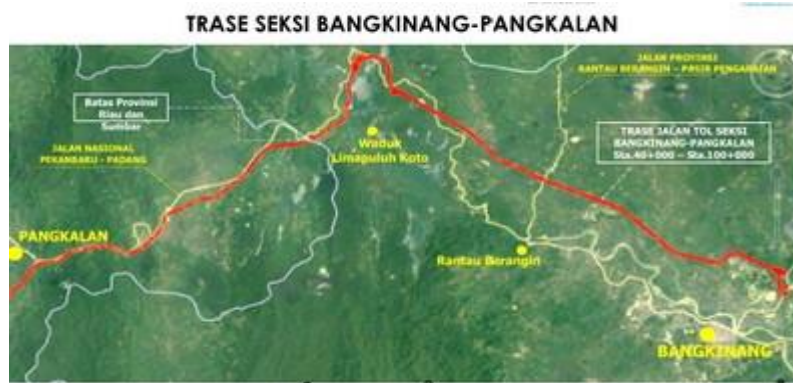 TRASE SEKSI BANGKINANG-PANGKALAN
JALAN PROVINSI
RANTAU BERANGIN - PASIR PENGARAIAN
Batas Provinsi
Riau dan
Sumbar
JALAN NASIONAL
PEKANBARU - PADANG
Waduk
Limapuluh Koto
TRASE JALAN TOL SEKSI
BANGKINANG-PANGKALAN
Sta.40+000 - Sta.100+000
PANGKALAN
Rantau Berangin
BANGKINANG